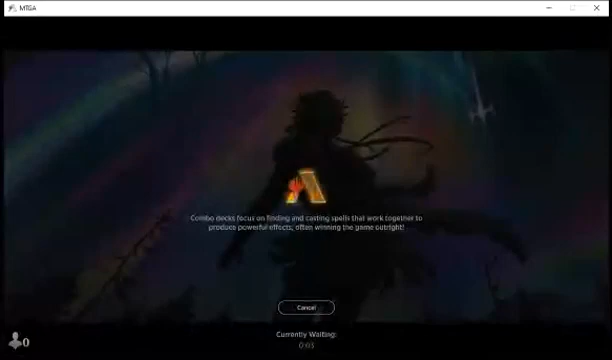 MTGA
Combo decks focus on finding and casting spells that work together to
produce powerful effects, often winning the game outright!
Cancel
Currently Waiting:
0:03
0